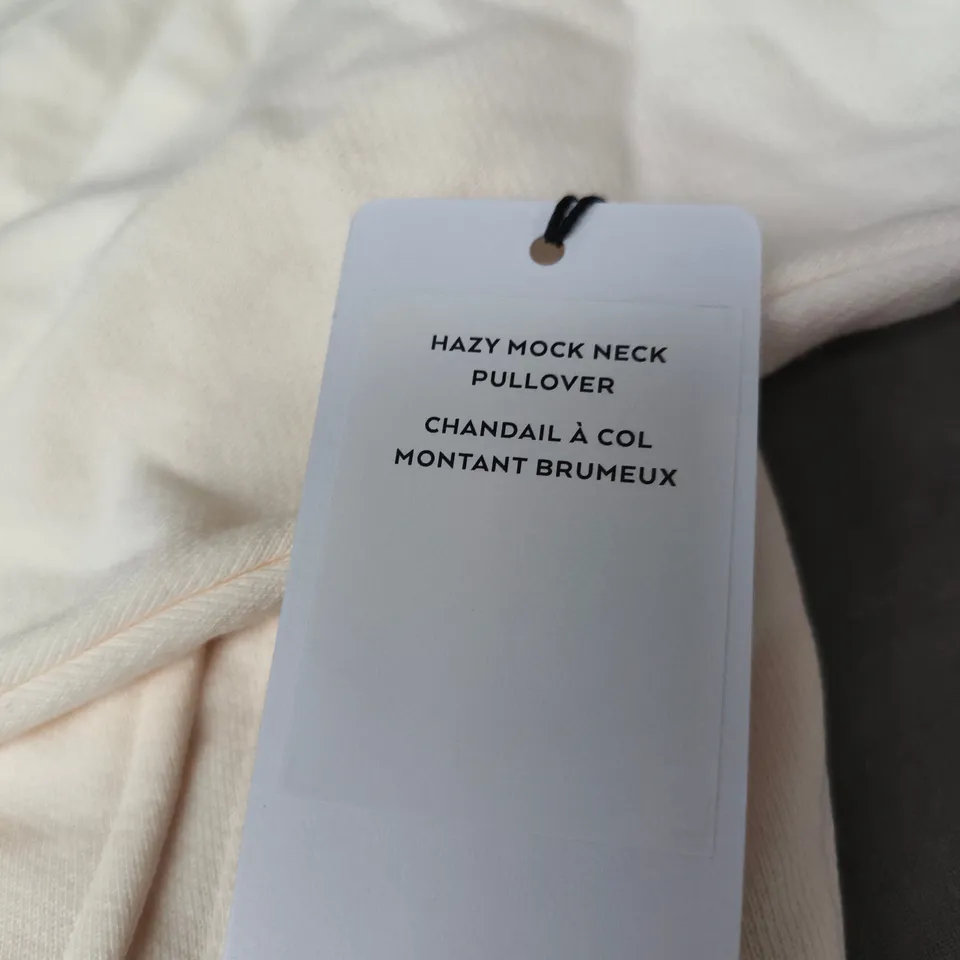 HAZY MOCK NECK
PULLOVER
CHANDAIL À COL
MONTANT BRUMEUX